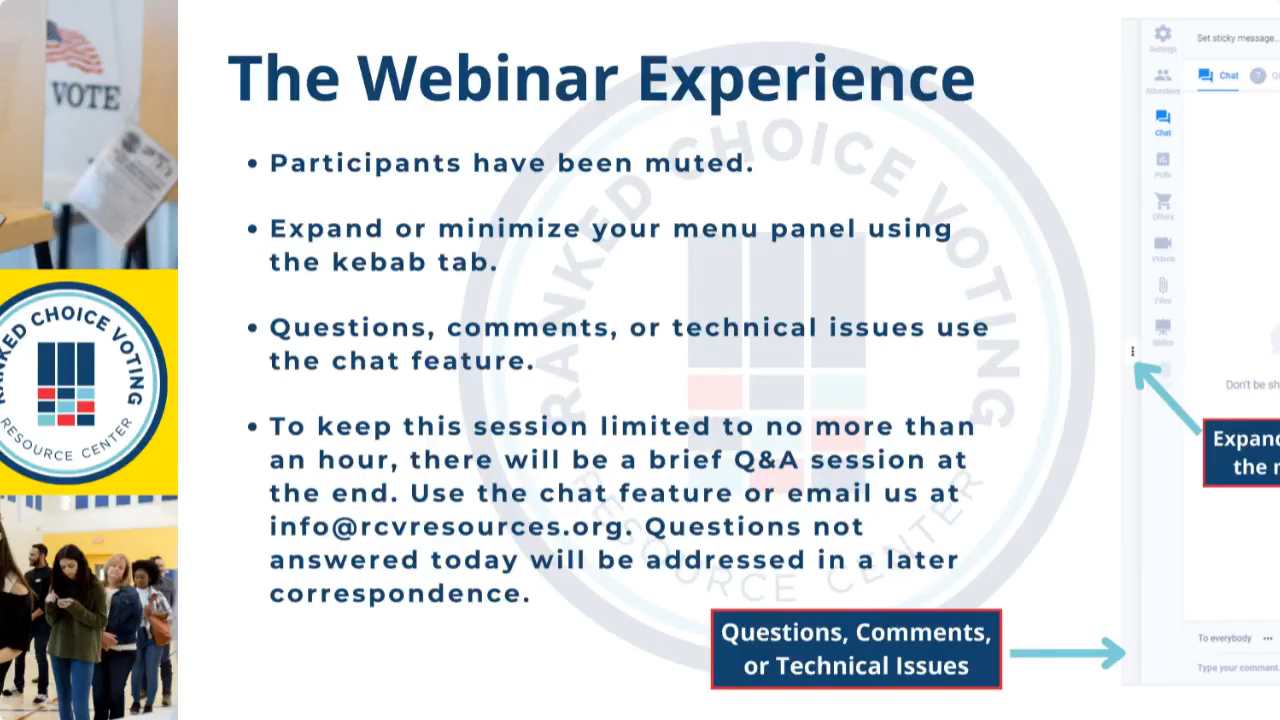 The Webinar Experience
• Participants have been muted.
• Expand or minimize your menu panel using
the kebab tab.
• Questions, comments, or technical issues use
the chat feature.
• To keep this session limited to no more than
an hour, there will be a brief Q&A session at
the end. Use the chat feature or email us at
info@rcvresources.org. Questions not
answered today will be addressed in a later
correspondence.
Questions, Comments,
or Technical Issues
VOTE
RANKED CHOICE VOTING
RESOURCE CENTER
RANKED CHOICE VOTING
RESOURCE CENTER
Settings
Attendees
Chat
Polls
Offers
Videos
Files
Slides
Set sticky message...
Chat
?
Don't be sh
Expand
the
To everybody
Type your comment.